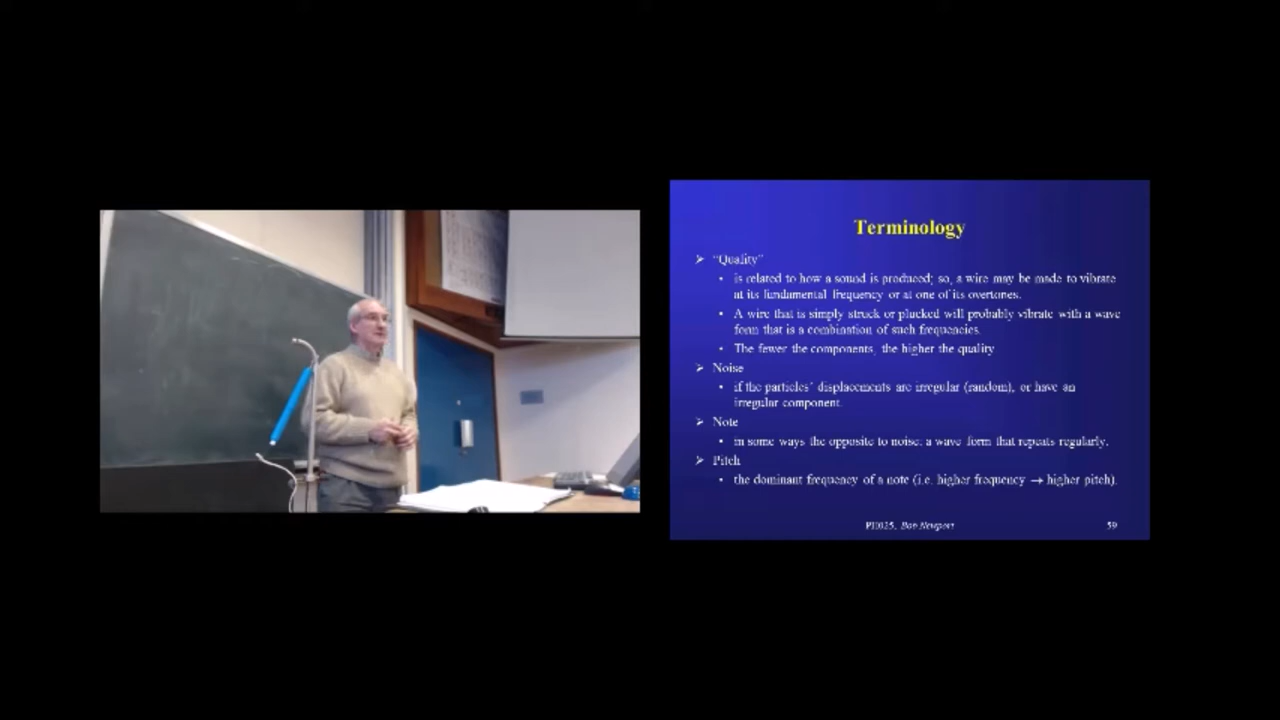 Terminology
➢ "Quality"
• is related to how a sound is produced; so, a wire may be made to vibrate
at its fundamental frequency or at one of its overtones.
• A wire that is simply struck or plucked will probably vibrate with a wave
form that is a combination of such frequencies.
• The fewer the components, the higher the quality
➢ Noise
• if the particles' displacements are irregular (random), or have an
irregular component.
➢ Note
• in some ways the opposite to noise: a wave form that repeats regularly.
➢ Pitch
• the dominant frequency of a note (i.e. higher frequency → higher pitch).
PH025, Bob Newport 59